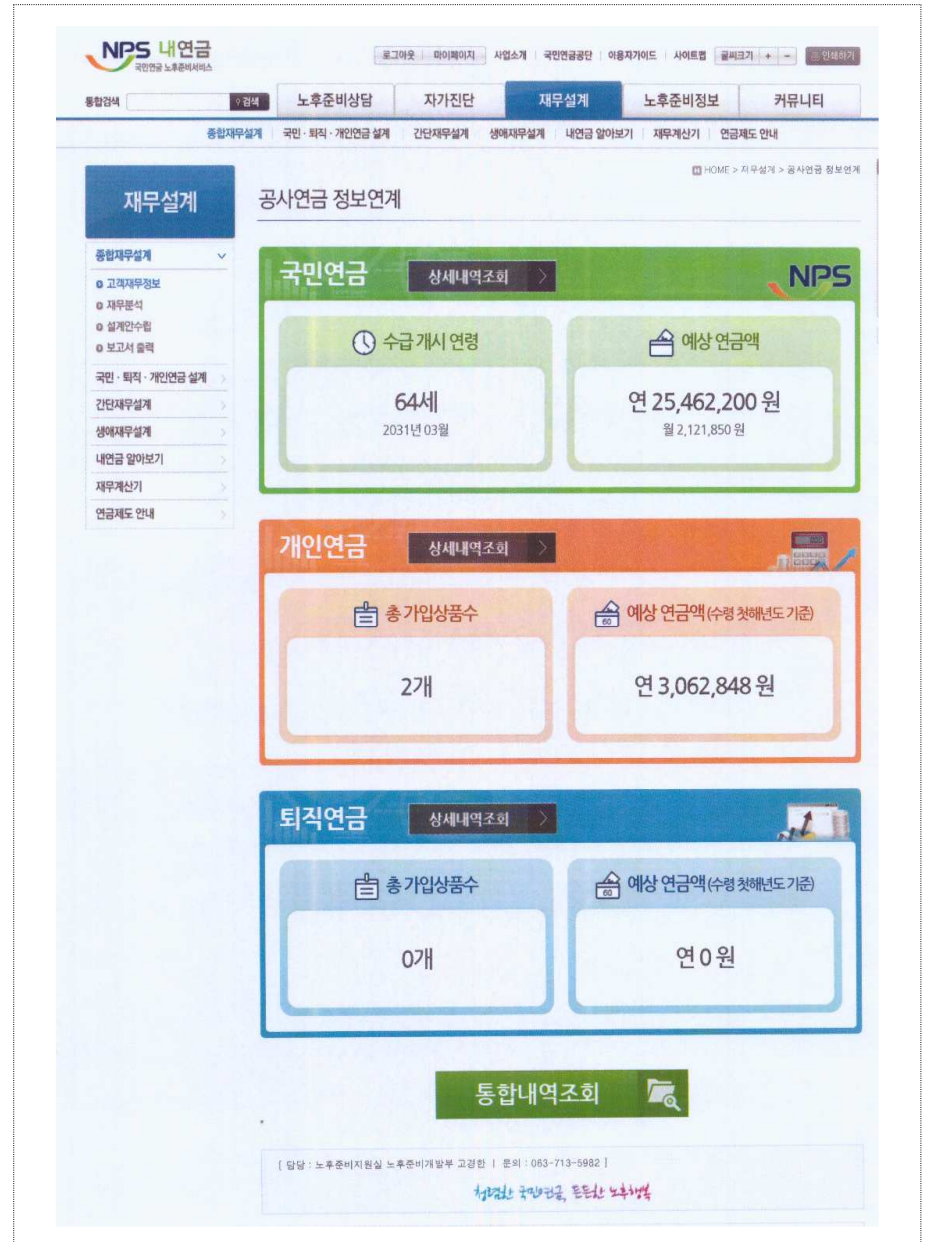 NPS 내연금
국민연금 노후준비서비스
로그아웃 마이페이지 사업소개 국민연금공단 이용자가이드 사이트맵 글씨크기 + - 인쇄하기
통합검색 검색 노후준비상담 자가진단 재무설계 노후준비정보 커뮤니티
종합재무설계 국민·퇴직·개인연금 설계 간단재무설계 생애재무설계 내연금 알아보기 재무계산기 연금제도 안내
HOME > 재무설계 > 공사연금 정보연계
재무설계
공사연금 정보연계
종합재무설계
고객재무정보
재무분석
설계안수립
보고서 출력
국민·퇴직·개인연금 설계
간단재무설계
생애재무설계
내연금 알아보기
재무계산기
연금제도 안내
국민연금 상세내역조회 NPS
수급 개시 연령 예상 연금액
64세 연 25,462,200 원
2031년 03월 월 2,121,850 원
개인연금 상세내역조회
총 가입상품수 예상 연금액(수령 첫해년도 기준)
2개 연 3,062,848 원
퇴직연금 상세내역조회
총 가입상품수 예상 연금액(수령 첫해년도 기준)
0개 연 0 원
통합내역조회
[ 담당 : 노후준비지원실 노후준비개발부 고경한 | 문의 : 063-713-5982 ]
청렴한 국민연금, 든든한 노후행복